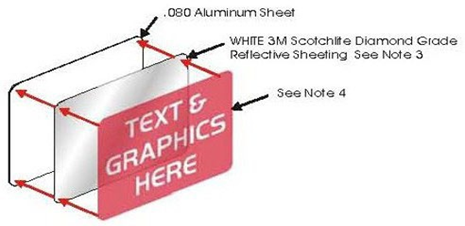 .080 Aluminum Sheet
WHITE 3M Scotchlite Diamond Grade
Reflective Sheeting  See Note 3
See Note 4
TEXT &
GRAPHICS
HERE